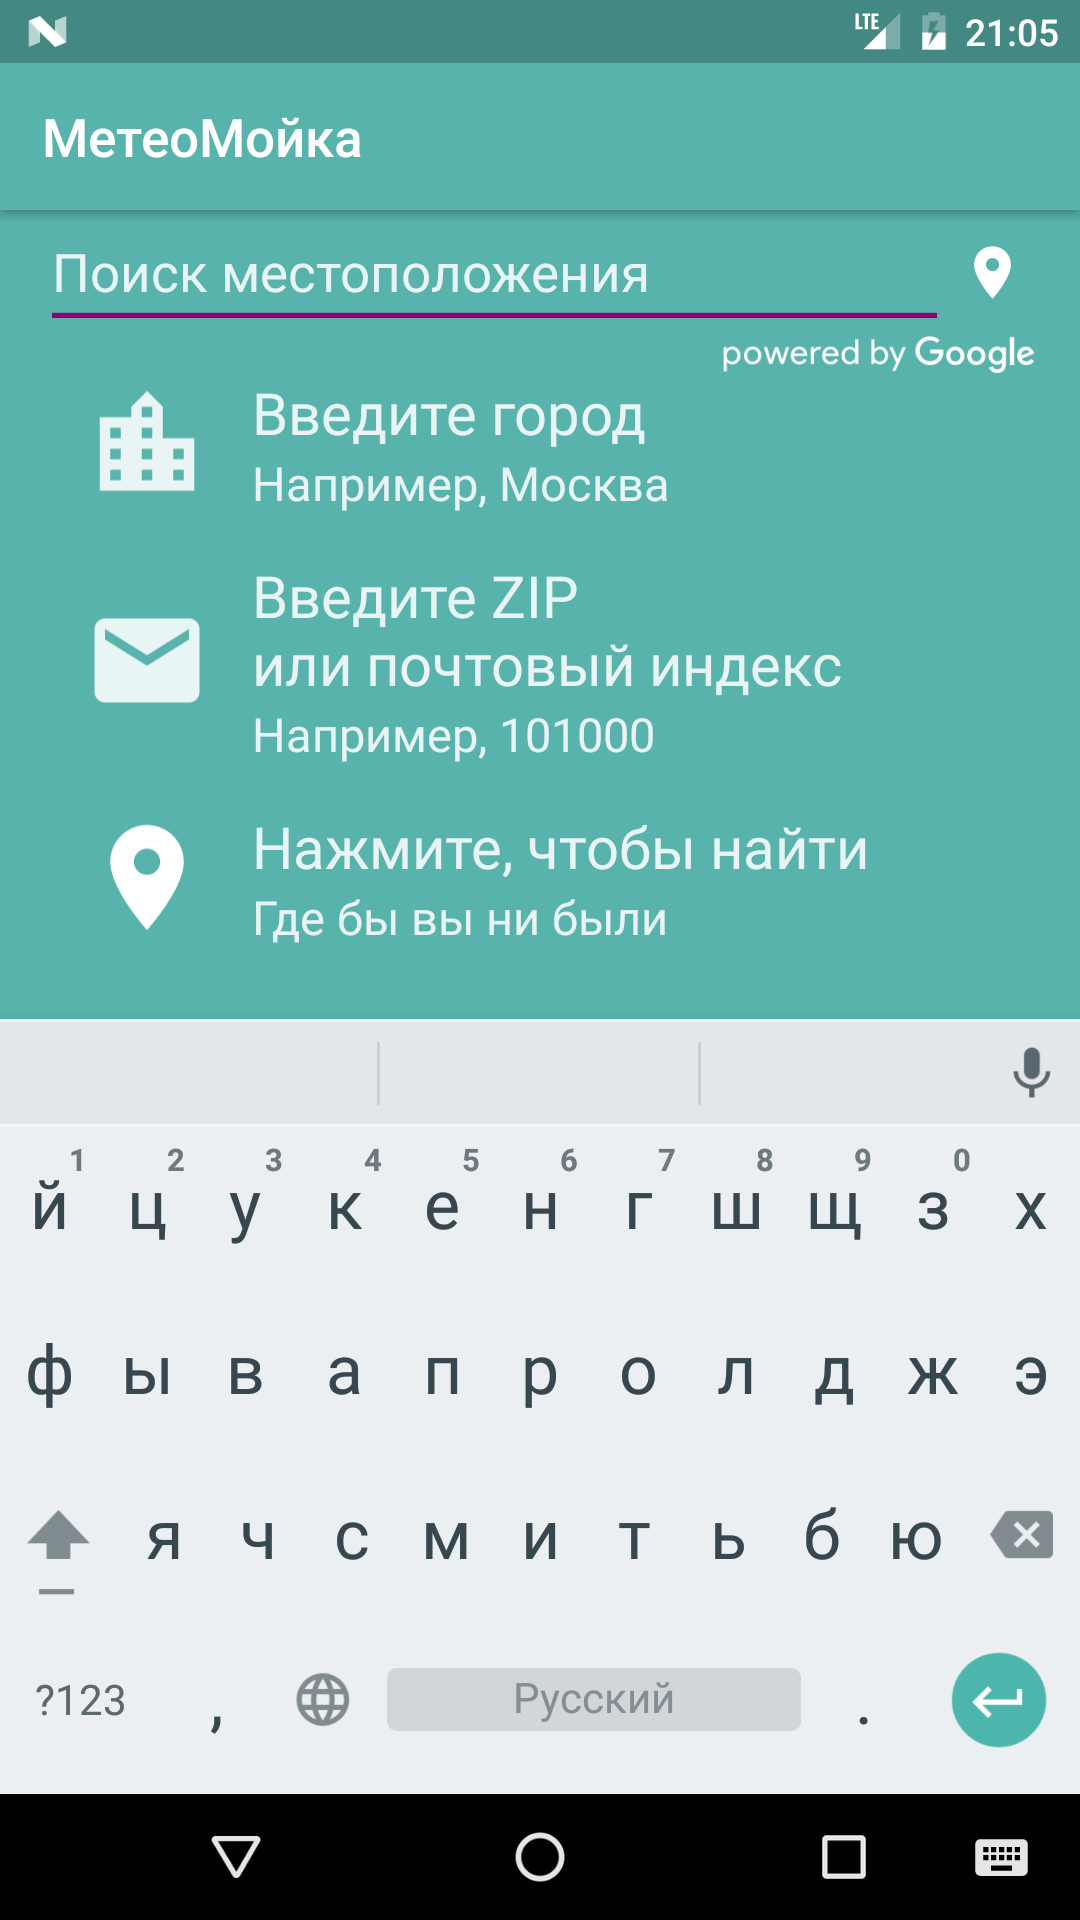 LTE 21:05
МетеоМойка
Поиск местоположения
powered by Google
Введите город
Например, Москва
Введите ZIP
или почтовый индекс
Например, 101000
Нажмите, чтобы найти
Где бы вы ни были
1 2 3 4 5 6 7 8 9 0
й ц у к е н г ш щ з х
ф ы в а п р о л д ж э
я ч с м и т ь б ю
?123 , Русский .